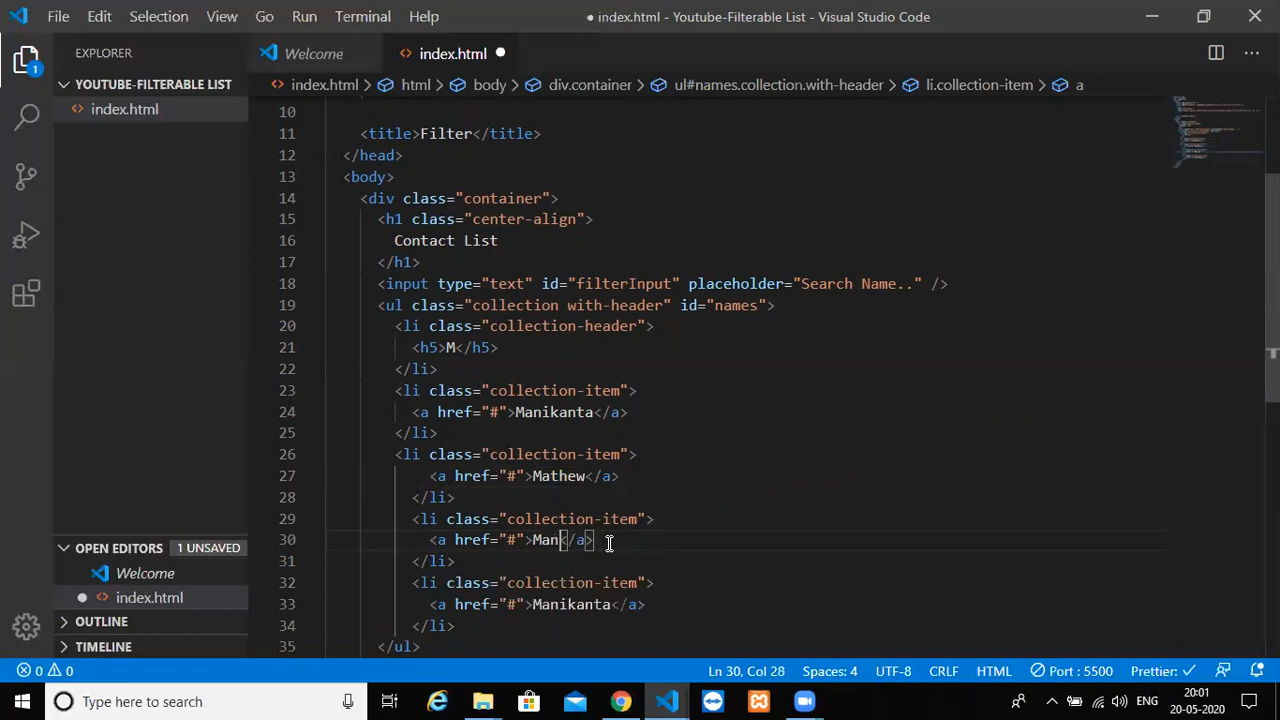 File Edit Selection View Go Run Terminal Help ● index.html - Youtube-Filterable List - Visual Studio Code
EXPLORER Welcome index.html
YOUTUBE-FILTERABLE LIST index.html > html > body > div.container > ul#names.collection.with-header > li.collection-item > a
index.html
10
11 <title>Filter</title>
12 </head>
13 <body>
14 <div class="container">
15 <h1 class="center-align">
16 Contact List
17 </h1>
18 <input type="text" id="filterInput" placeholder="Search Name.." />
19 <ul class="collection with-header" id="names">
20 <li class="collection-header">
21 <h5>M</h5>
22 </li>
23 <li class="collection-item">
24 <a href="#">Manikanta</a>
25 </li>
26 <li class="collection-item">
27 <a href="#">Mathew</a>
28 </li>
29 <li class="collection-item">
30 <a href="#">Man</a>
31 </li>
32 <li class="collection-item">
33 <a href="#">Manikanta</a>
34 </li>
35 </ul>
1
OPEN EDITORS 1 UNSAVED
Welcome
index.html
OUTLINE
TIMELINE
0 0 Ln 30, Col 28 Spaces: 4 UTF-8 CRLF HTML Port : 5500 Prettier: ✓
Type here to search ENG 20:01
20-05-2020